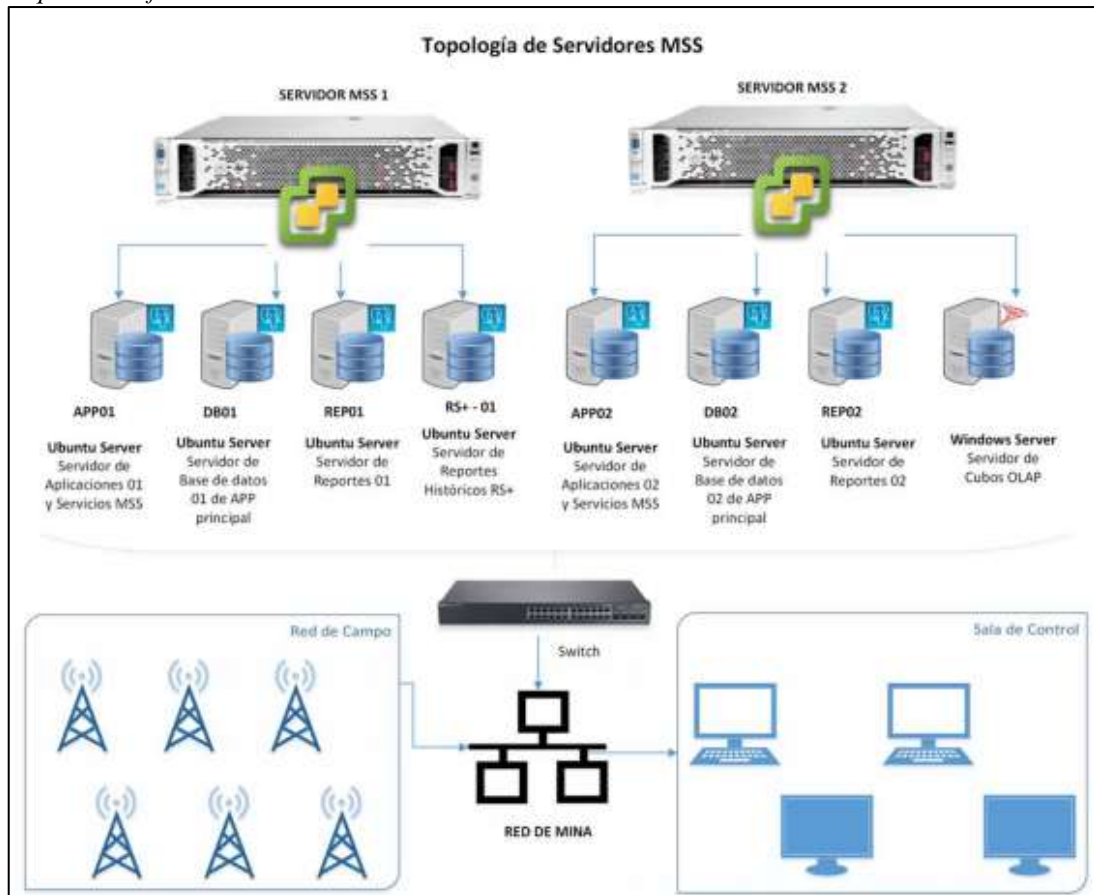 Topología de Servidores MSS
SERVIDOR MSS 1
SERVIDOR MSS 2
APP01
Ubuntu Server
Servidor de
Aplicaciones 01
y Servicios MSS
DB01
Ubuntu Server
Servidor de
Base de datos
01 de APP
principal
REP01
Ubuntu Server
Servidor de
Reportes 01
RS+ - 01
Ubuntu Server
Servidor de
Reportes
Históricos RS+
APP02
Ubuntu Server
Servidor de
Aplicaciones 02
y Servicios MSS
DB02
Ubuntu Server
Servidor de
Base de datos
02 de APP
principal
REP02
Ubuntu Server
Servidor de
Reportes 02
Windows Server
Servidor de
Cubos OLAP
Red de Campo
Switch
Sala de Control
RED DE MINA